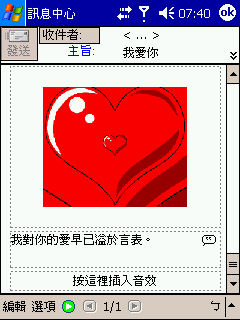 訊息中心 07:40 ok
發送 收件者: < ... >
主旨: 我愛你
我對你的愛早已溢於言表。
按這裡插入音效
編輯 選項 1/1 ㄅ